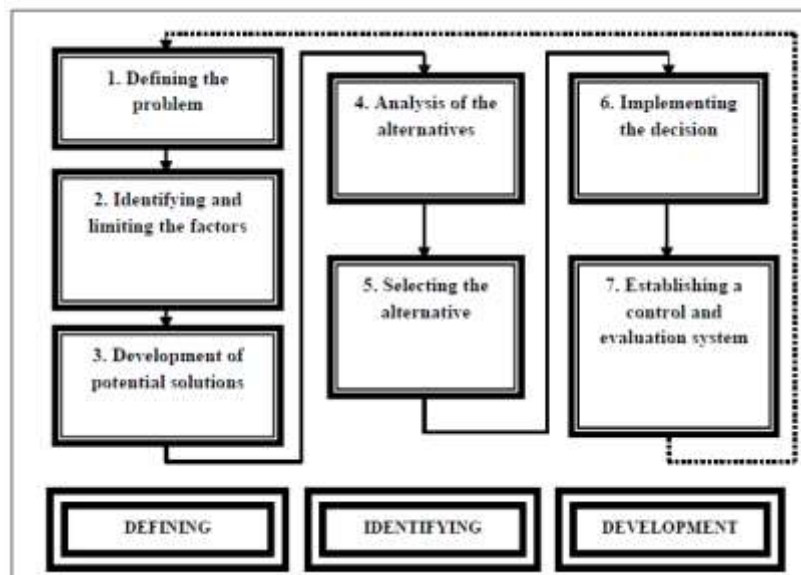 1. Defining the
problem
2. Identifying and
limiting the factors
3. Development of
potential solutions
4. Analysis of the
alternatives
5. Selecting the
alternative
6. Implementing
the decision
7. Establishing a
control and
evaluation system
DEFINING
IDENTIFYING
DEVELOPMENT